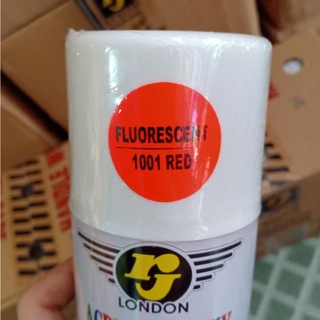 FLUORESCENT
1001 RED
rj
LONDON